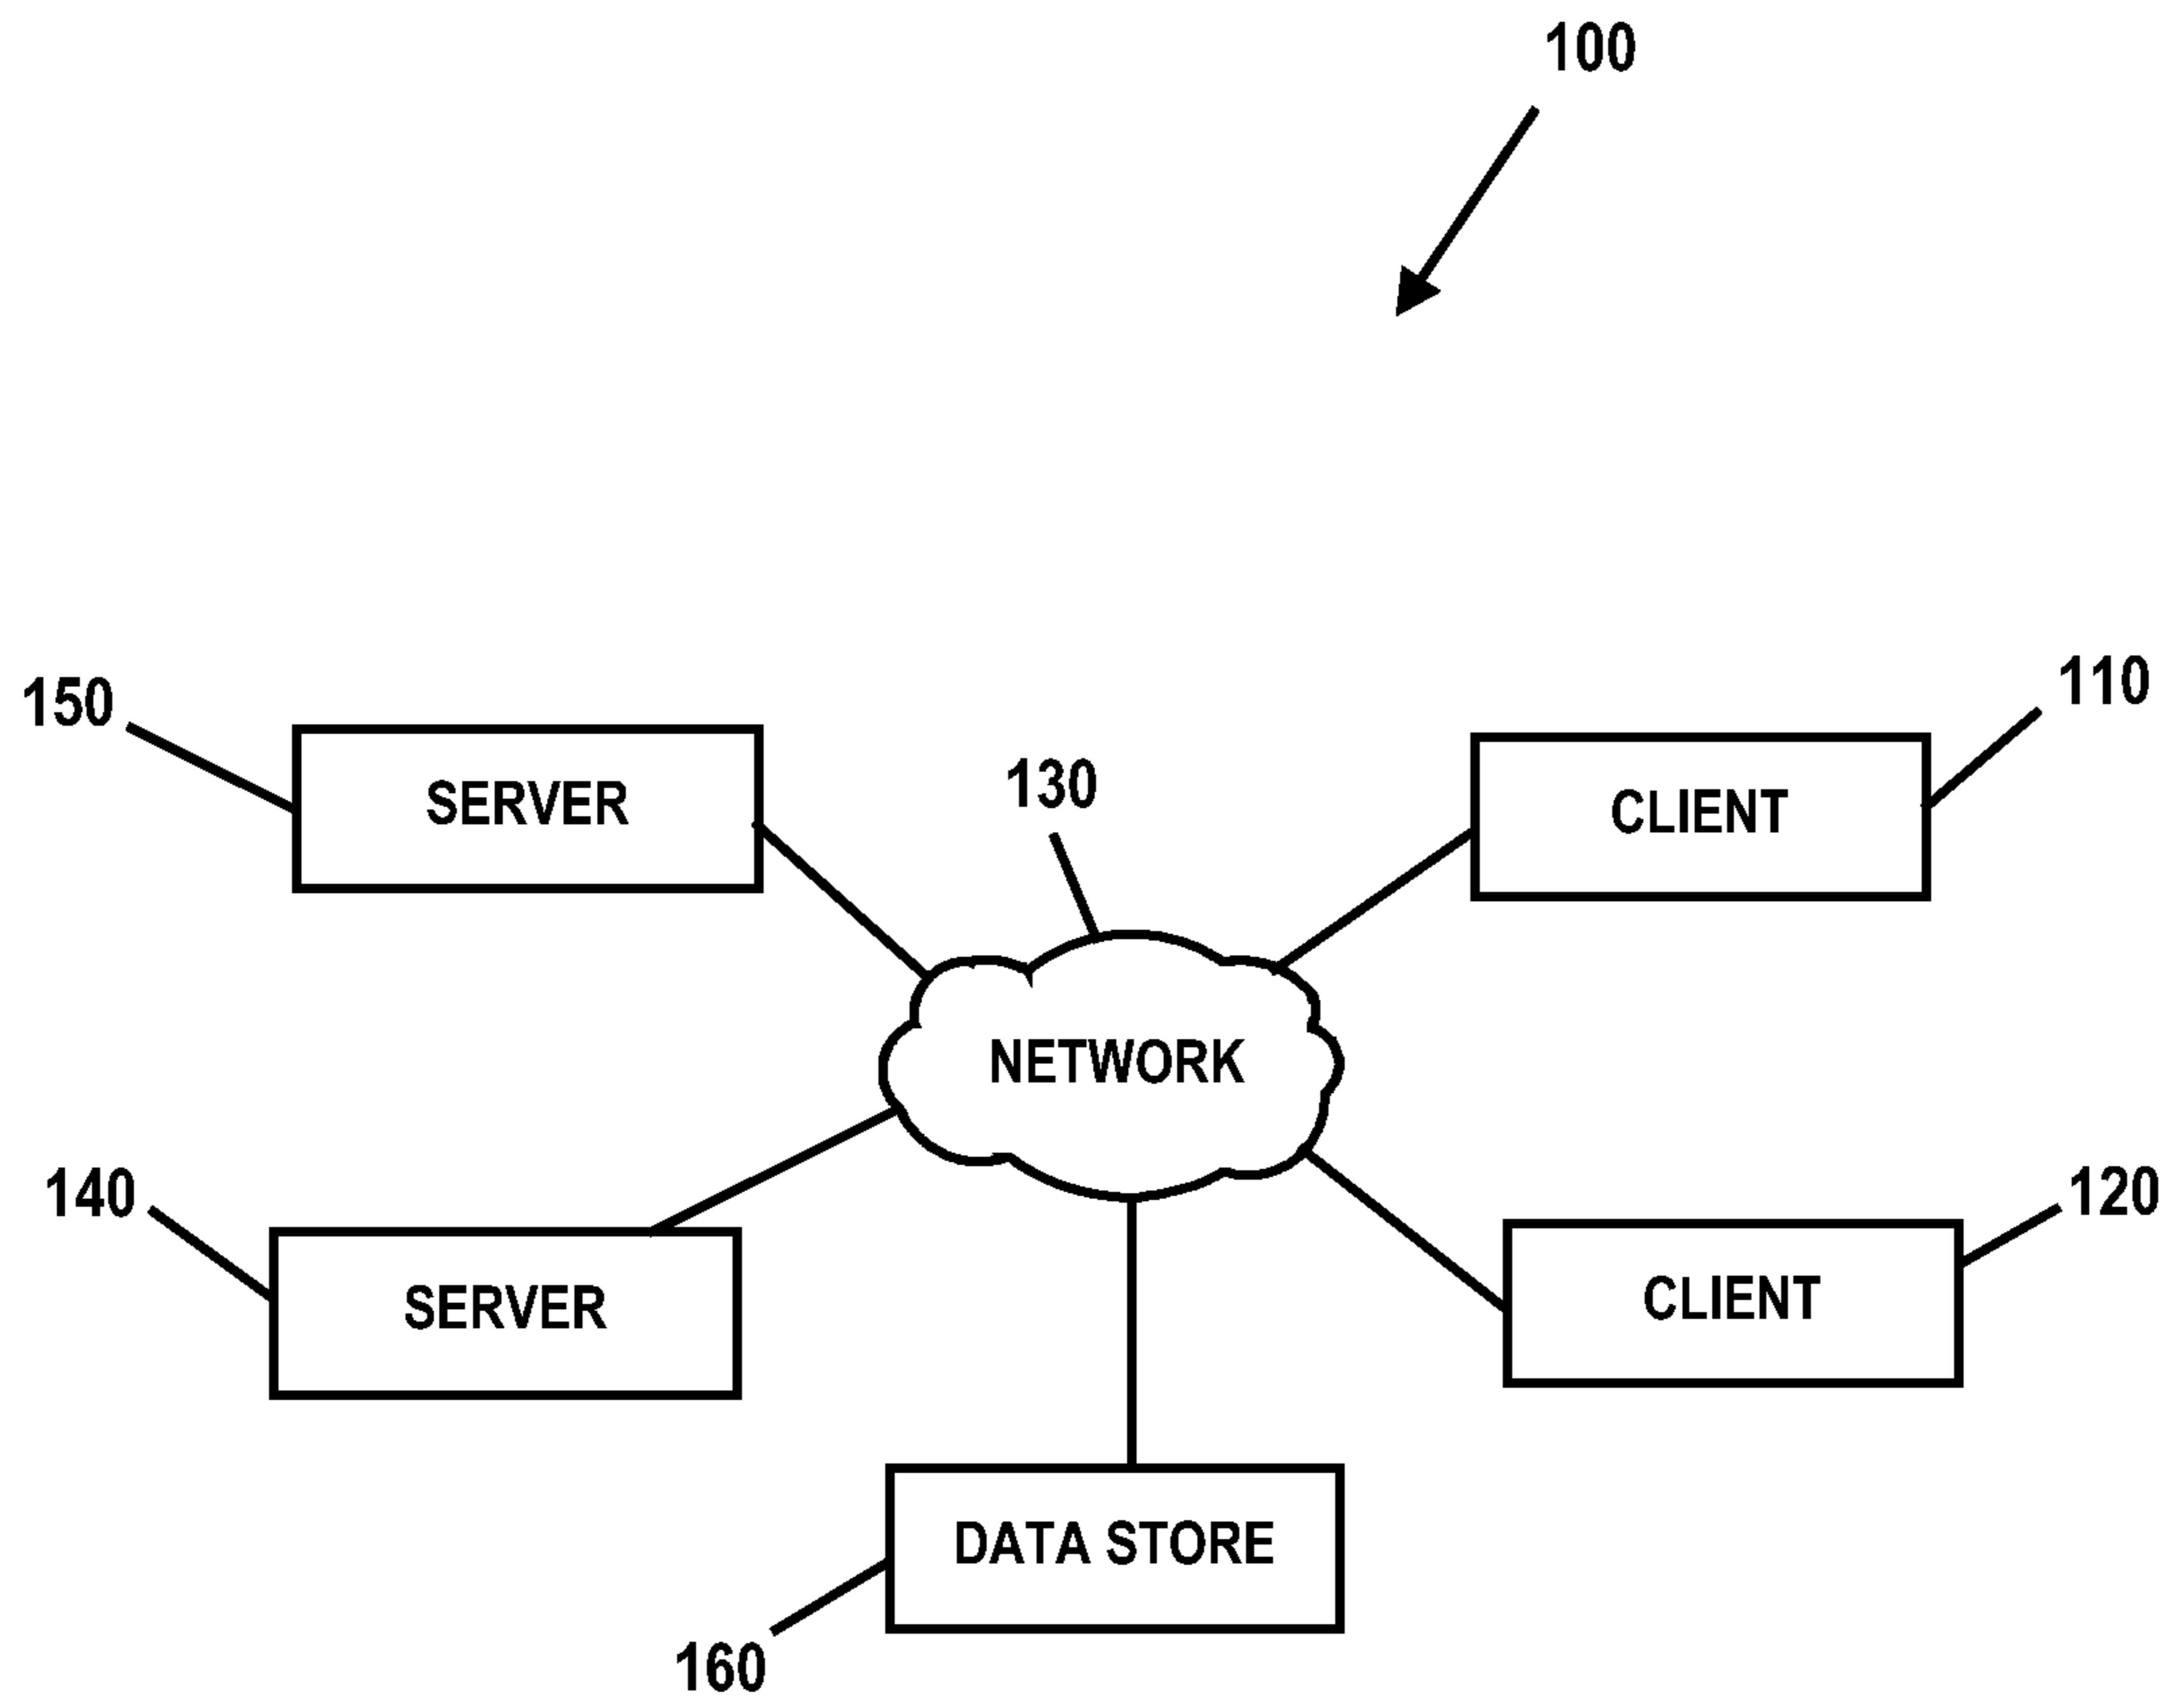 100
150
SERVER
130
110
CLIENT
NETWORK
140
SERVER
120
CLIENT
DATA STORE
160